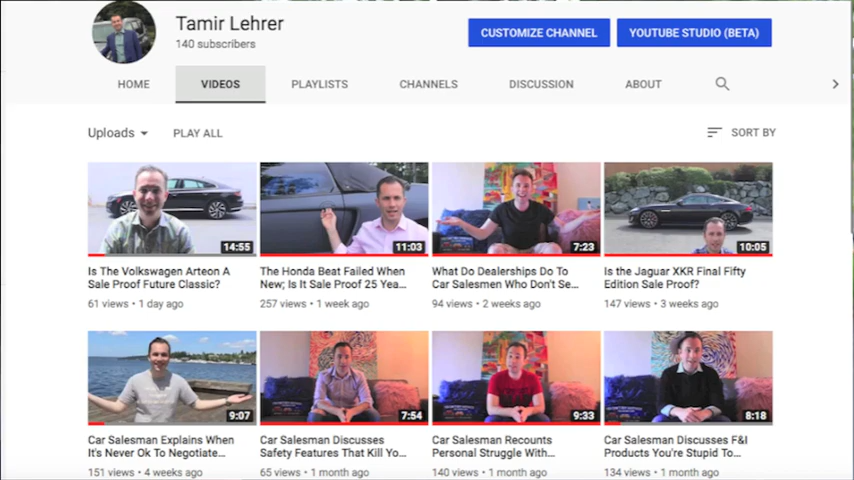 Tamir Lehrer
140 subscribers
CUSTOMIZE CHANNEL
YOUTUBE STUDIO (BETA)
HOME
VIDEOS
PLAYLISTS
CHANNELS
DISCUSSION
ABOUT
Uploads
PLAY ALL
SORT BY
14:55
11:03
7:23
10:05
Is The Volkswagen Arteon A
Sale Proof Future Classic?
61 views • 1 day ago
The Honda Beat Failed When
New; Is It Sale Proof 25 Yea...
257 views • 1 week ago
What Do Dealerships Do To
Car Salesmen Who Don't Se...
94 views • 2 weeks ago
Is the Jaguar XKR Final Fifty
Edition Sale Proof?
147 views • 3 weeks ago
9:07
7:54
9:33
8:18
Car Salesman Explains When
It's Never Ok To Negotiate...
151 views • 4 weeks ago
Car Salesman Discusses
Safety Features That Kill Yo...
65 views • 1 month ago
Car Salesman Recounts
Personal Struggle With...
140 views • 1 month ago
Car Salesman Discusses F&I
Products You're Stupid To...
134 views • 1 month ago